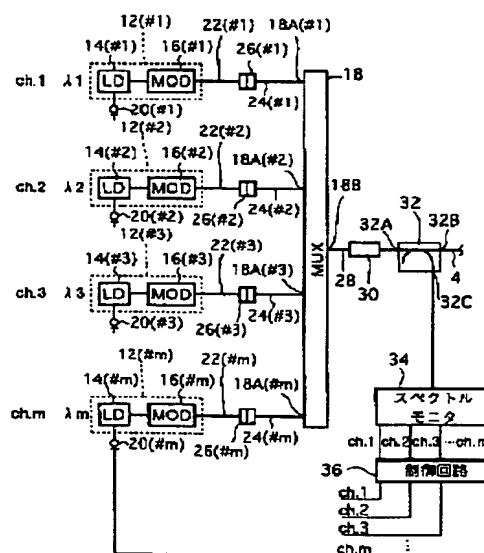 12(#1)
14(#1) 16(#1) 22(#1) 18A(#1)
26(#1) 18
ch.1 λ1 LD MOD
24(#1)
20(#1)
12(#2)
14(#2) 16(#2) 22(#2) 18A(#2)
ch.2 λ2 LD MOD
20(#2) 26(#2) 24(#2)
12(#3)
14(#3) 16(#3) 22(#3) 18A(#3)
ch.3 λ3 LD MOD
20(#3) 26(#3) 24(#3)
12(#m)
14(#m) 16(#m) 22(#m) 18A(#m)
ch.m λm LD MOD
20(#m) 26(#m) 24(#m)
MUX
18B
32
32A 32B
28 30 4
32C
34
スペクトル
モニタ
ch.1 ch.2 ch.3 …ch.m
36
制御回路
ch.1
ch.2
ch.3
ch.m